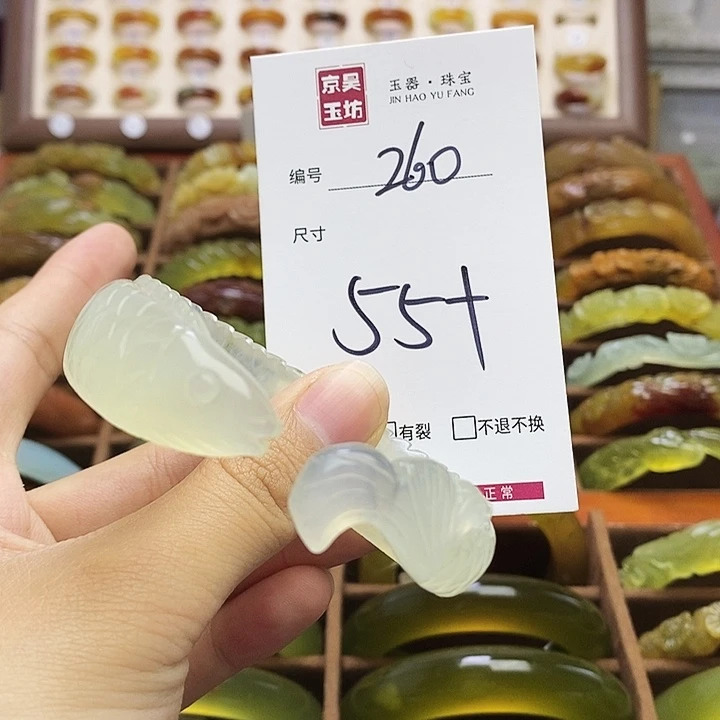 京昊
玉坊
玉器·珠宝
JIN HAO YU FANG
编号 260
尺寸
55+
有裂 不退不换
正常